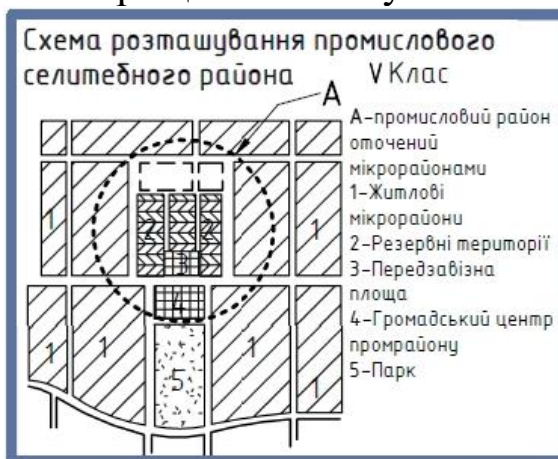 Схема розташування промислового
селитебного района V Клас
А
А-промисловий район
оточений
мікрорайонами
1-Житлові
мікрорайони
2-Резервні території
3-Передзавізна
площа
4-Громадський центр
промрайону
5-Парк
1
2
2
1
3
4
1
1
5
1
1